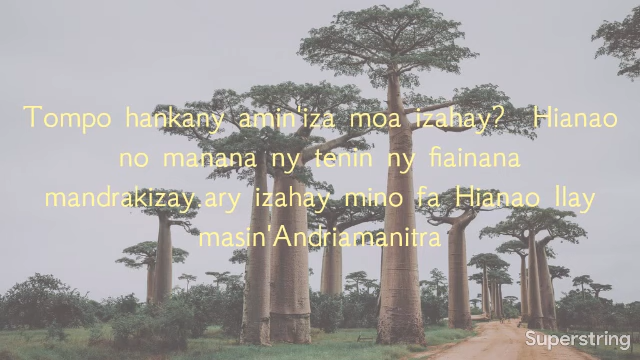 Tompo hankany amin'iza moa izahay? Hianao
no manana ny tenin ny fiainana
mandrakizay.ary izahay mino fa Hianao Ilay
masin'Andriamanitra
Superstring